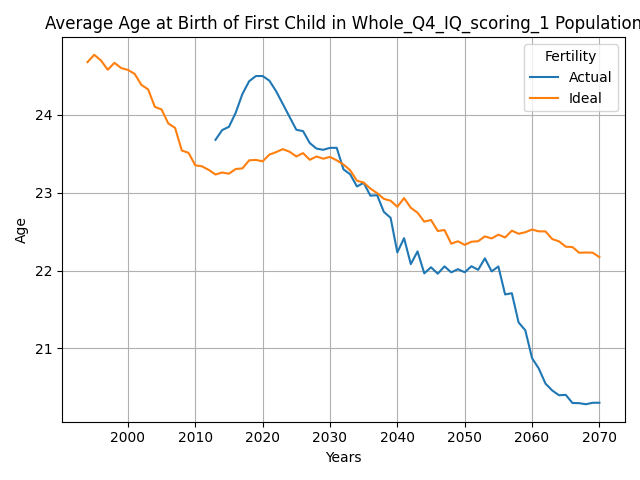 Average Age at Birth of First Child in Whole_Q4_IQ_scoring_1 Population
Fertility
Actual
Ideal
24
23
22
21
Age
2000 2010 2020 2030 2040 2050 2060 2070
Years